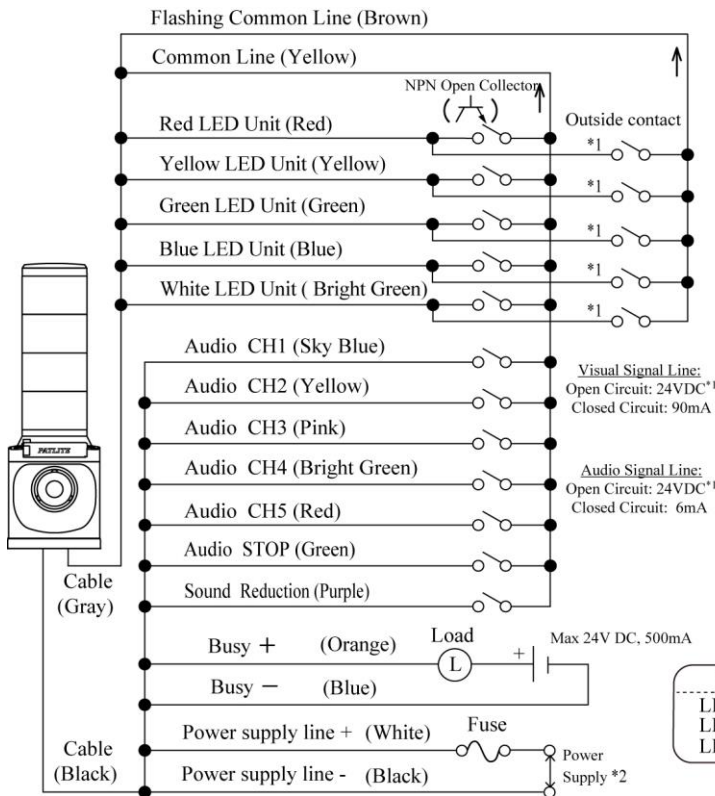 Flashing Common Line (Brown)
Common Line (Yellow)
NPN Open Collector
Outside contact
Red LED Unit (Red)
*1
Yellow LED Unit (Yellow)
*1
Green LED Unit (Green)
*1
Blue LED Unit (Blue)
*1
White LED Unit ( Bright Green)
*1
Audio CH1 (Sky Blue)
Audio CH2 (Yellow)
Audio CH3 (Pink)
Audio CH4 (Bright Green)
Audio CH5 (Red)
Audio STOP (Green)
Sound Reduction (Purple)
Visual Signal Line:
Open Circuit: 24VDC*1
Closed Circuit: 90mA
Audio Signal Line:
Open Circuit: 24VDC*1
Closed Circuit: 6mA
PATLITE
Cable
(Gray)
Busy + (Orange)
Load
L
+
Max 24V DC, 500mA
Busy − (Blue)
Cable
(Black)
Power supply line + (White)
Fuse
Power supply line - (Black)
Power
Supply *2